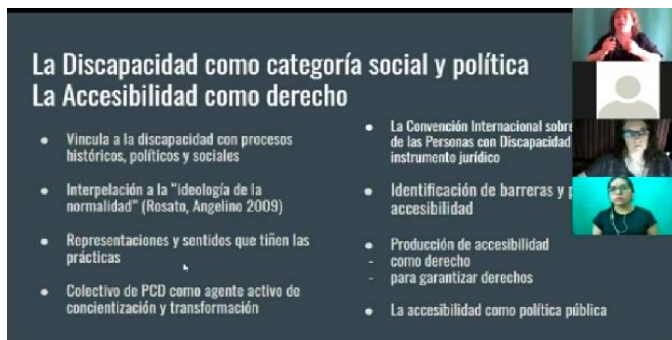 La Discapacidad como categoría social y política
La Accesibilidad como derecho
● Vincula a la discapacidad con procesos
históricos, políticos y sociales
● Interpelación a la “ideología de la
normalidad” (Rosato, Angelino 2009)
● Representaciones y sentidos que tiñen las
prácticas
● Colectivo de PCD como agente activo de
concientización y transformación
● La Convención Internacional sobre
de las Personas con Discapacidad
instrumento jurídico
● Identificación de barreras y
accesibilidad
● Producción de accesibilidad
- como derecho
- para garantizar derechos
● La accesibilidad como política pública